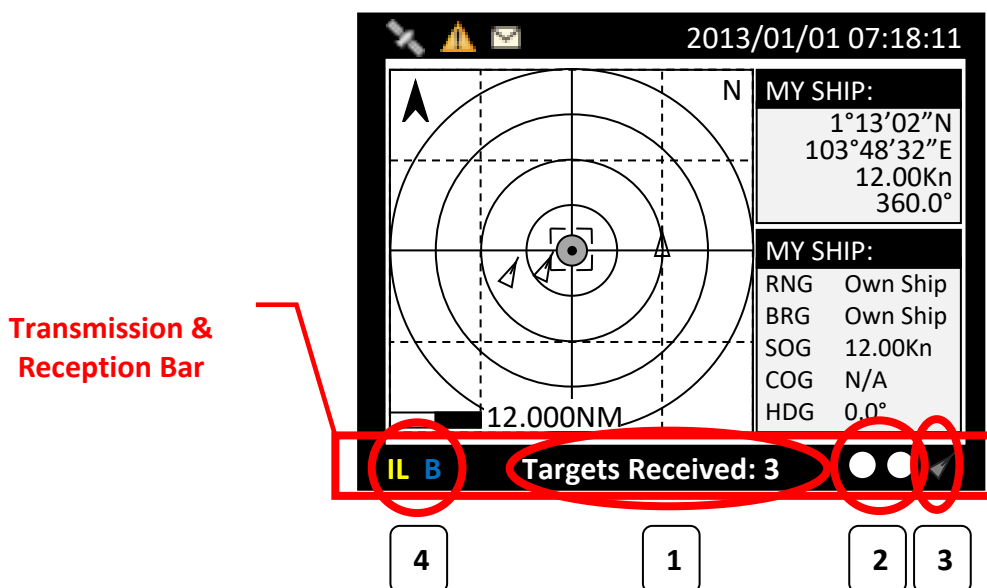 2013/01/01 07:18:11
N
MY SHIP:
1°13’02”N
103°48’32”E
12.00Kn
360.0°
MY SHIP:
RNG Own Ship
BRG Own Ship
SOG 12.00Kn
COG N/A
HDG 0.0°
12.000NM
Transmission &
Reception Bar
IL B Targets Received: 3
4 1 2 3